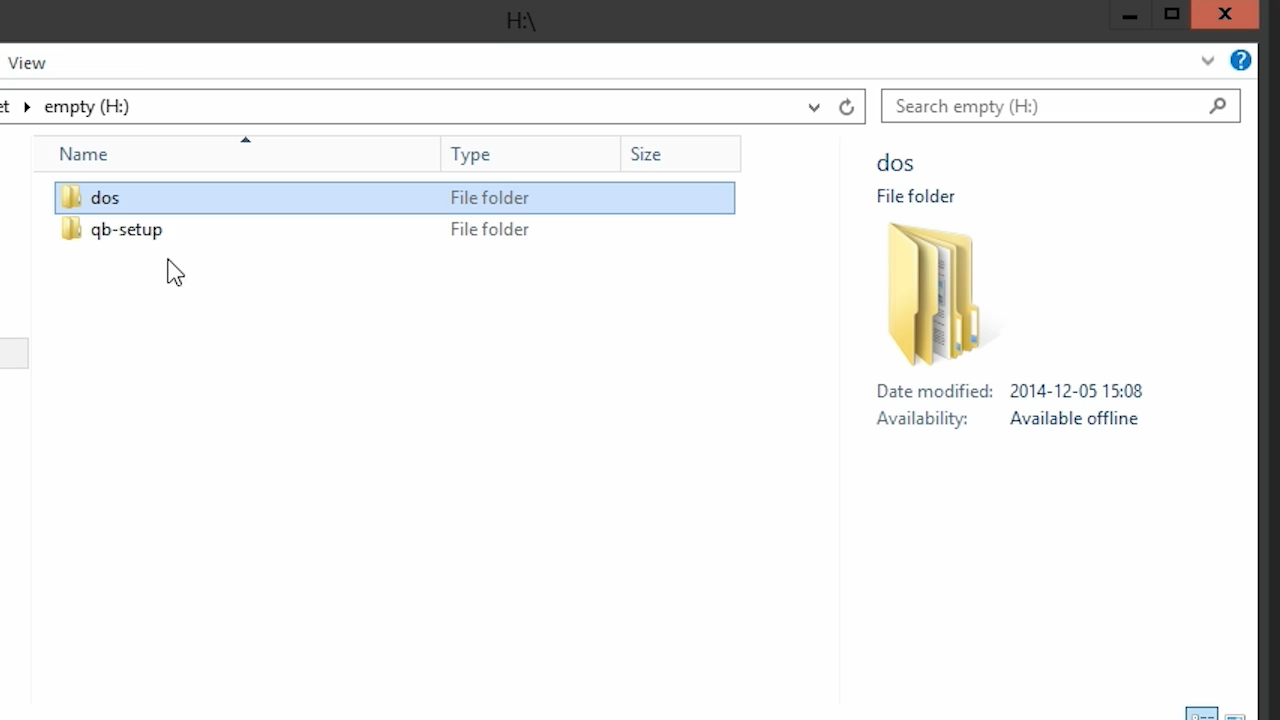 H:\
View
et empty (H:)
Search empty (H:)
Name Type Size
dos File folder
qb-setup File folder
dos
File folder
Date modified: 2014-12-05 15:08
Availability: Available offline